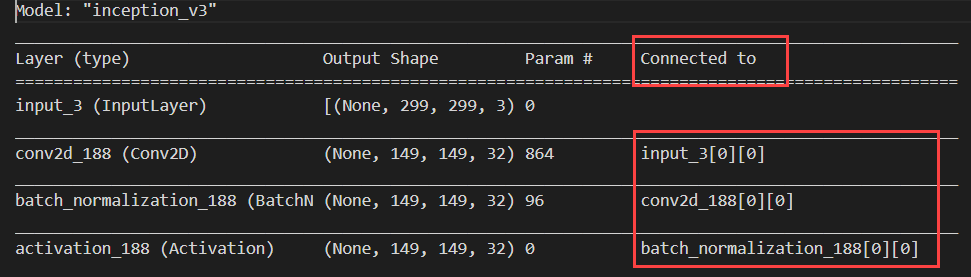 Model: "inception_v3"
Layer (type) Output Shape Param # Connected to
input_3 (InputLayer) [(None, 299, 299, 3) 0
conv2d_188 (Conv2D) (None, 149, 149, 32) 864 input_3[0][0]
batch_normalization_188 (BatchN (None, 149, 149, 32) 96 conv2d_188[0][0]
activation_188 (Activation) (None, 149, 149, 32) 0 batch_normalization_188[0][0]